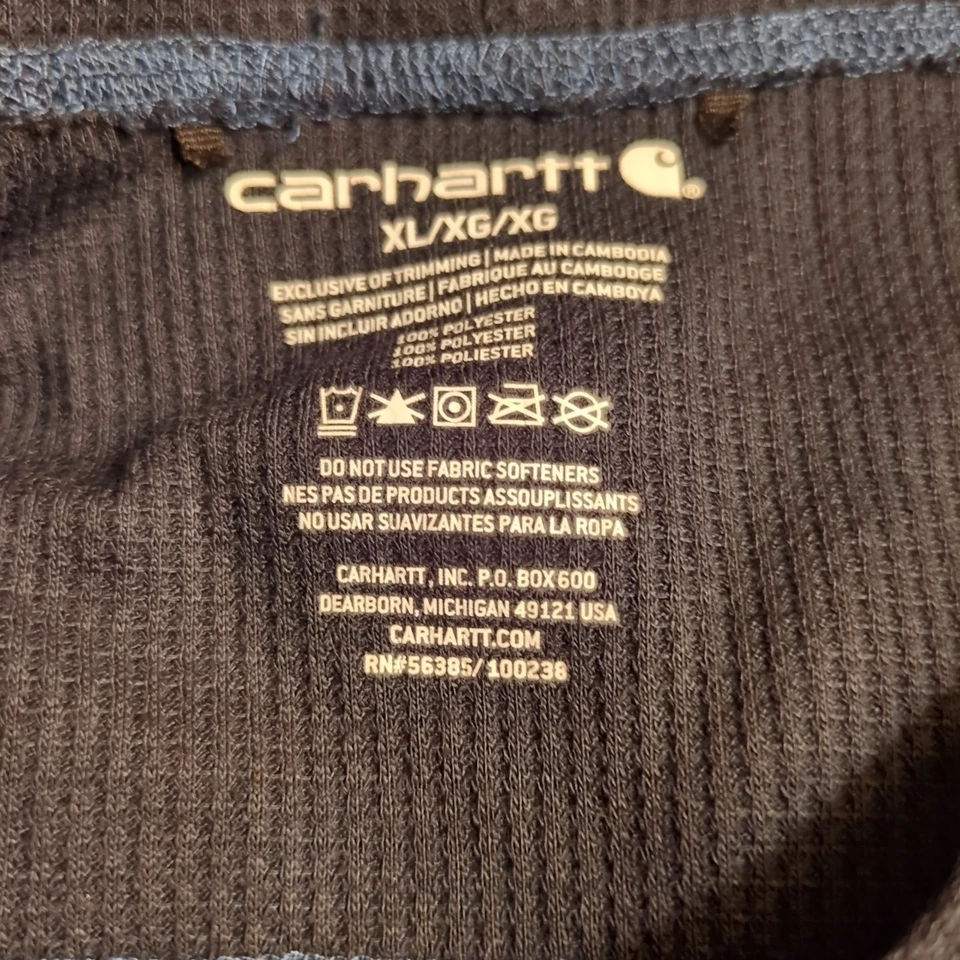 carhartt ®
XL/XG/XG
EXCLUSIVE OF TRIMMING | MADE IN CAMBODIA
SANS GARNITURE | FABRIQUE AU CAMBODGE
SIN INCLUIR ADORNO | HECHO EN CAMBOYA
100% POLYESTER
100% POLYESTER
100% POLIESTER
DO NOT USE FABRIC SOFTENERS
NES PAS DE PRODUCTS ASSOUPLISSANTS
NO USAR SUAVIZANTES PARA LA ROPA
CARHARTT, INC. P.O. BOX 600
DEARBORN, MICHIGAN 49121 USA
CARHARTT.COM
RN#56385/100238